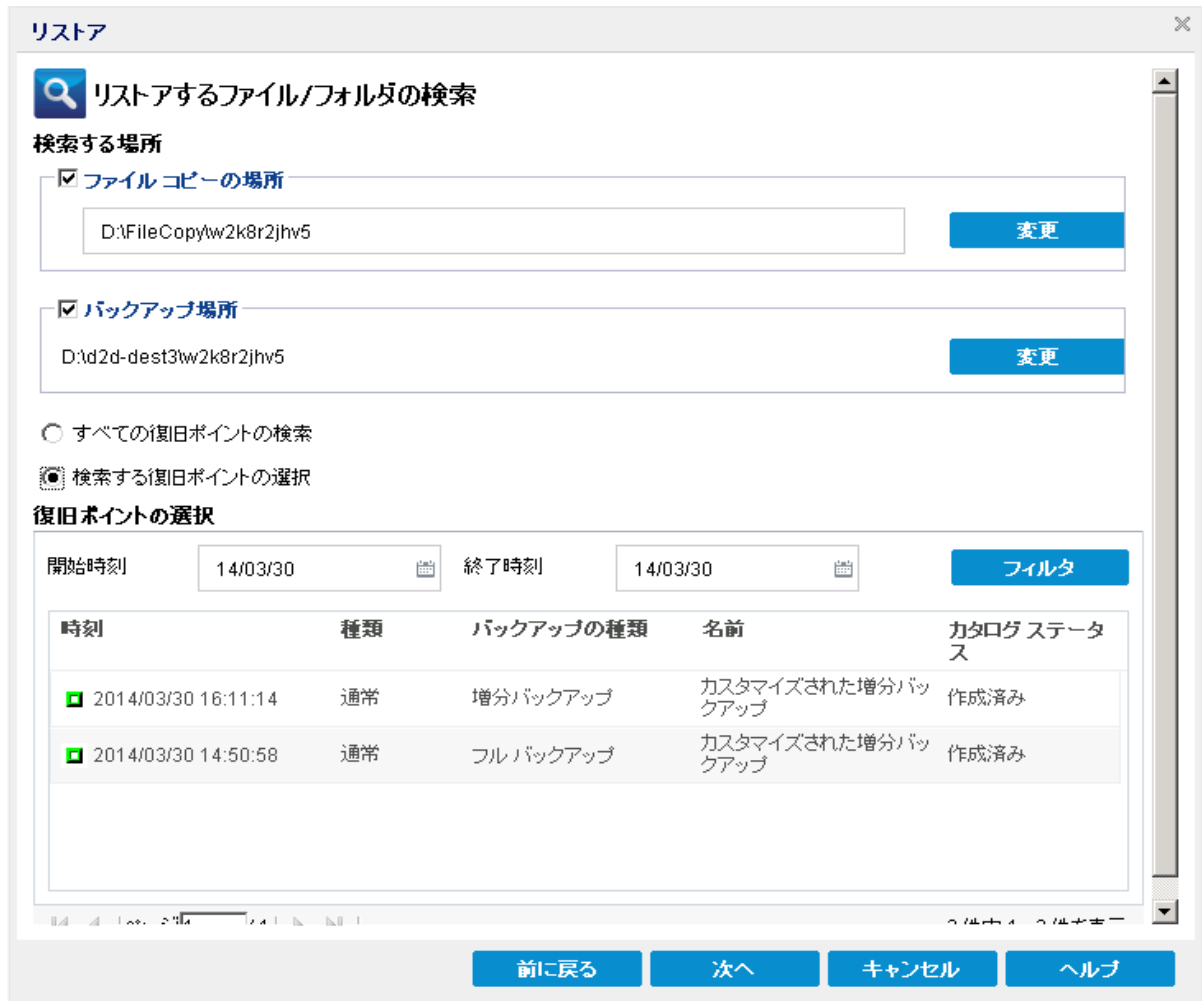 リストア
リストアするファイル/フォルダの検索
検索する場所
ファイル コピーの場所
D:\FileCopy\w2k8r2jhv5
変更
バックアップ場所
D:\d2d-dest3\w2k8r2jhv5
変更
すべての復旧ポイントの検索
検索する復旧ポイントの選択
復旧ポイントの選択
開始時刻 14/03/30 終了時刻 14/03/30 フィルタ
時刻 種類 バックアップの種類 名前 カタログ ステータ
ス
2014/03/30 16:11:14 通常 増分バックアップ カスタマイズされた増分バッ 作成済み
クアップ
2014/03/30 14:50:58 通常 フル バックアップ カスタマイズされた増分バッ 作成済み
クアップ
前に戻る 次へ キャンセル ヘルプ